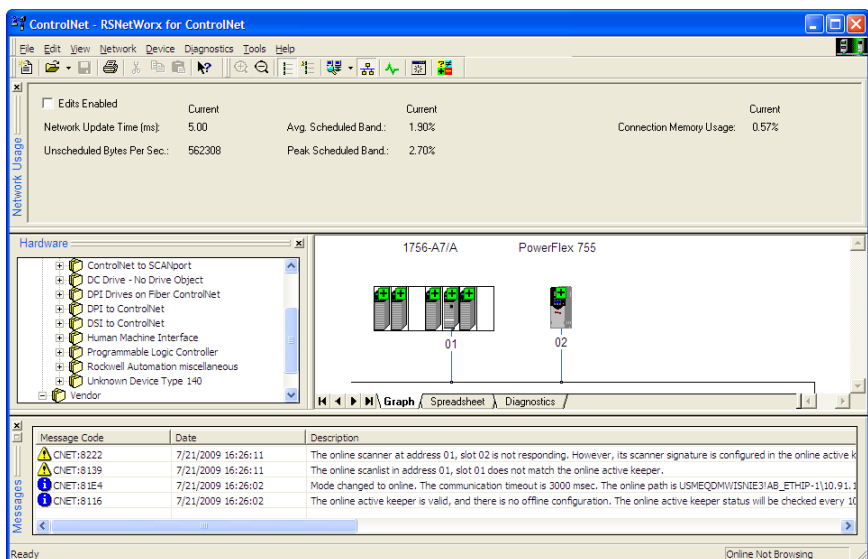 ControlNet - RSNetWorx for ControlNet
File Edit View Network Device Diagnostics Tools Help
Edits Enabled
Current
Current
Current
Network Update Time (ms): 5.00 Avg. Scheduled Band.: 1.90% Connection Memory Usage: 0.57%
Unscheduled Bytes Per Sec.: 562308 Peak Scheduled Band.: 2.70%
Network Usage
Hardware
ControlNet to SCANport
DC Drive - No Drive Object
DPI Drives on Fiber ControlNet
DPI to ControlNet
DSI to ControlNet
Human Machine Interface
Programmable Logic Controller
Rockwell Automation miscellaneous
Unknown Device Type 140
Vendor
1756-A7/A PowerFlex 755
01 02
Graph Spreadsheet Diagnostics
Messages
Message Code Date Description
CNET:8222 7/21/2009 16:26:11 The online scanner at address 01, slot 02 is not responding. However, its scanner signature is configured in the online active k
CNET:8139 7/21/2009 16:26:11 The online scanlist in address 01, slot 01 does not match the online active keeper.
CNET:81E4 7/21/2009 16:26:02 Mode changed to online. The communication timeout is 3000 msec. The online path is USMEQDMWISNIE3!AB_ETHIP-1\10.91.1
CNET:8116 7/21/2009 16:26:02 The online active keeper is valid, and there is no offline configuration. The online active keeper status will be checked every 10
Ready Online Not Browsing